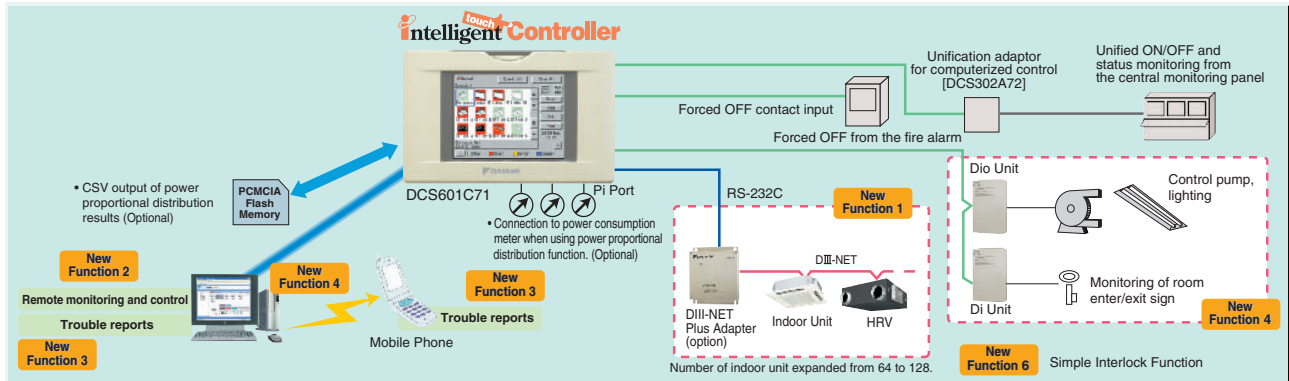 touch
intelligent Controller
Unification adaptor
for computerized control
[DCS302A72]
Unified ON/OFF and
status monitoring from
the central monitoring panel
Forced OFF contact input
Forced OFF from the fire alarm
DAIKIN
DCS601C71
Pi Port
RS-232C
• CSV output of power
proportional distribution
results (Optional)
PCMCIA
Flash
Memory
• Connection to power consumption
meter when using power proportional
distribution function. (Optional)
New
Function 1
DIII-NET
DIII-NET
Plus Adapter
(option)
Indoor Unit
HRV
Number of indoor unit expanded from 64 to 128.
Dio Unit
Control pump,
lighting
Di Unit
Monitoring of room
enter/exit sign
New
Function 4
New
Function 2
Remote monitoring and control
Trouble reports
New
Function 3
New
Function 4
Mobile Phone
New
Function 3
Trouble reports
New
Function 6
Simple Interlock Function